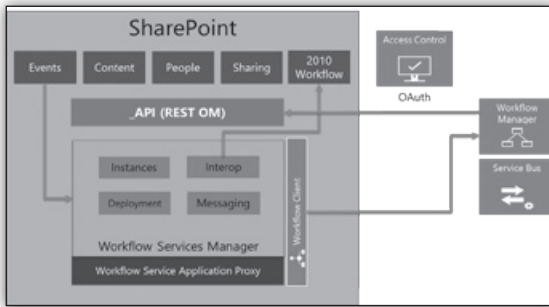 SharePoint
Events
Content
People
Sharing
2010
Workflow
_API (REST OM)
Instances
Interop
Deployment
Messaging
Workflow Services Manager
Workflow Service Application Proxy
Workflow Client
Access Control
OAuth
Workflow
Manager
Service Bus